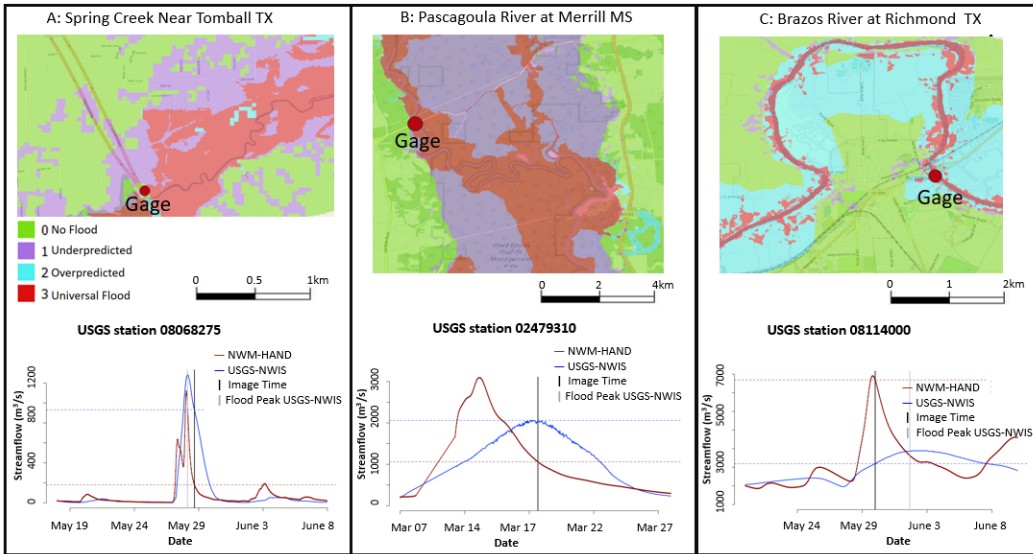 A: Spring Creek Near Tomball TX
Gage
0 No Flood
1 Underpredicted
2 Overpredicted
3 Universal Flood
0 0.5 1km
USGS station 08068275
NWM-HAND
USGS-NWIS
Image Time
Flood Peak USGS-NWIS
Streamflow (m³/s)
1200
800
400
0
May 19 May 24 May 29 June 3 June 8
Date
B: Pascagoula River at Merrill MS
Gage
0 2 4km
USGS station 02479310
NWM-HAND
USGS-NWIS
Image Time
Flood Peak USGS-NWIS
Streamflow (m³/s)
3000
2000
1000
0
Mar 07 Mar 14 Mar 17 Mar 22 Mar 27
Date
C: Brazos River at Richmond TX
Gage
0 1 2km
USGS station 08114000
NWM-HAND
USGS-NWIS
Image Time
Flood Peak USGS-NWIS
Streamflow (m³/s)
7000
5000
3000
1000
May 24 May 29 June 3
Date